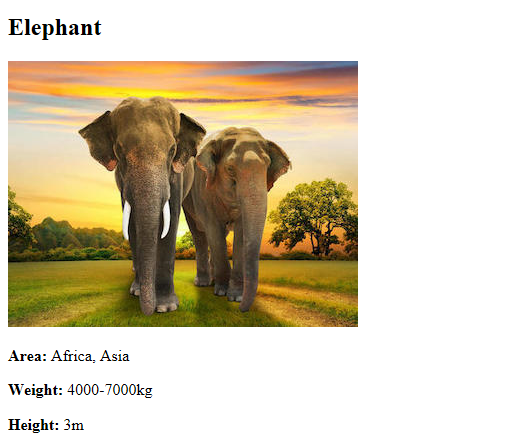 Elephant
Area: Africa, Asia
Weight: 4000-7000kg
Height: 3m